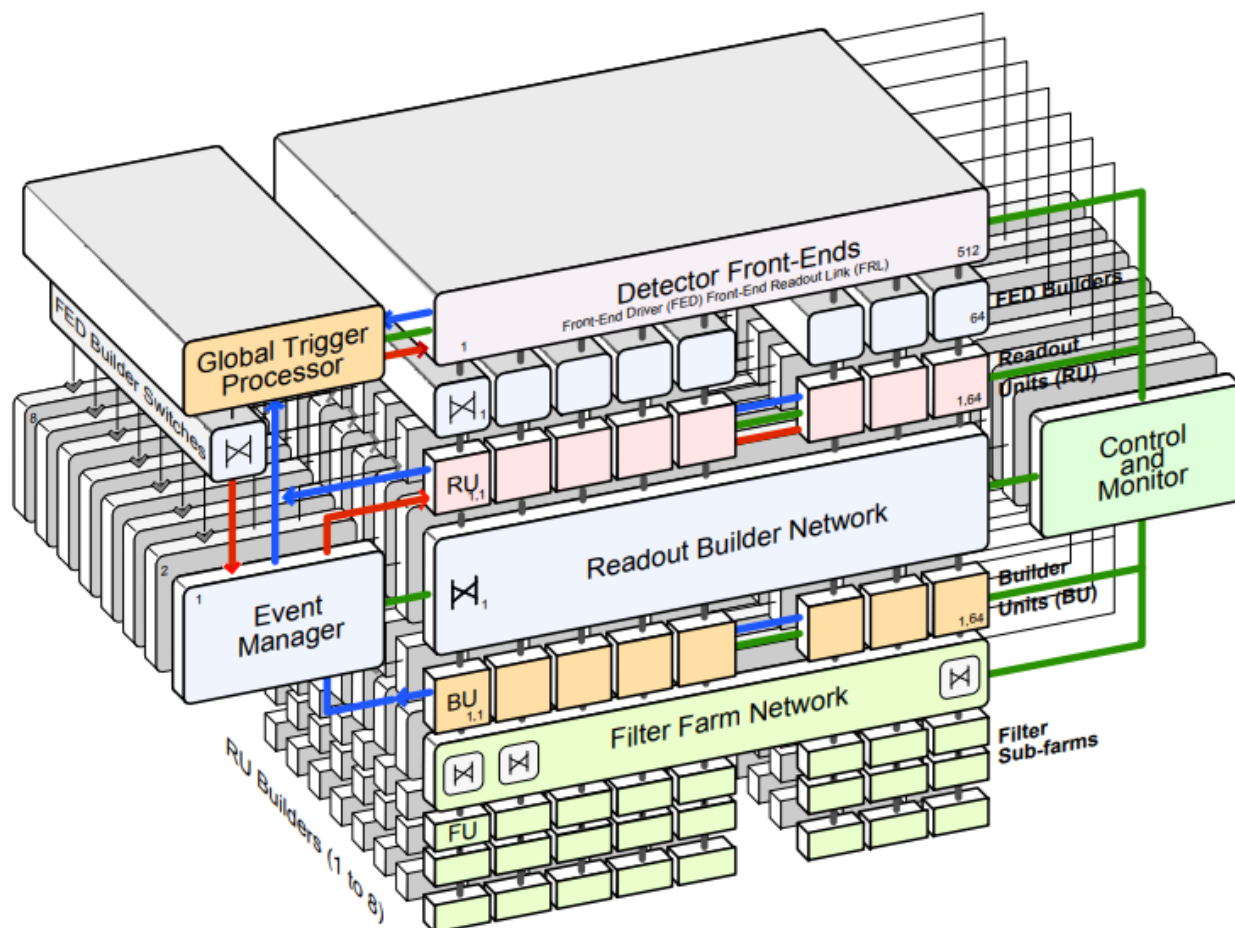 Detector Front-Ends
Front-End Driver (FED) Front-End Readout Link (FRL)
1
512
FED Builder Switches
Global Trigger
Processor
FED Builders
1
64
Readout
Units (RU)
RU
1,1
1,64
8
2
1
Event
Manager
Readout Builder Network
1
Control
and
Monitor
Builder
Units (BU)
BU
1,1
1,64
Filter Farm Network
Filter
Sub-farms
FU
RU Builders (1 to 8)